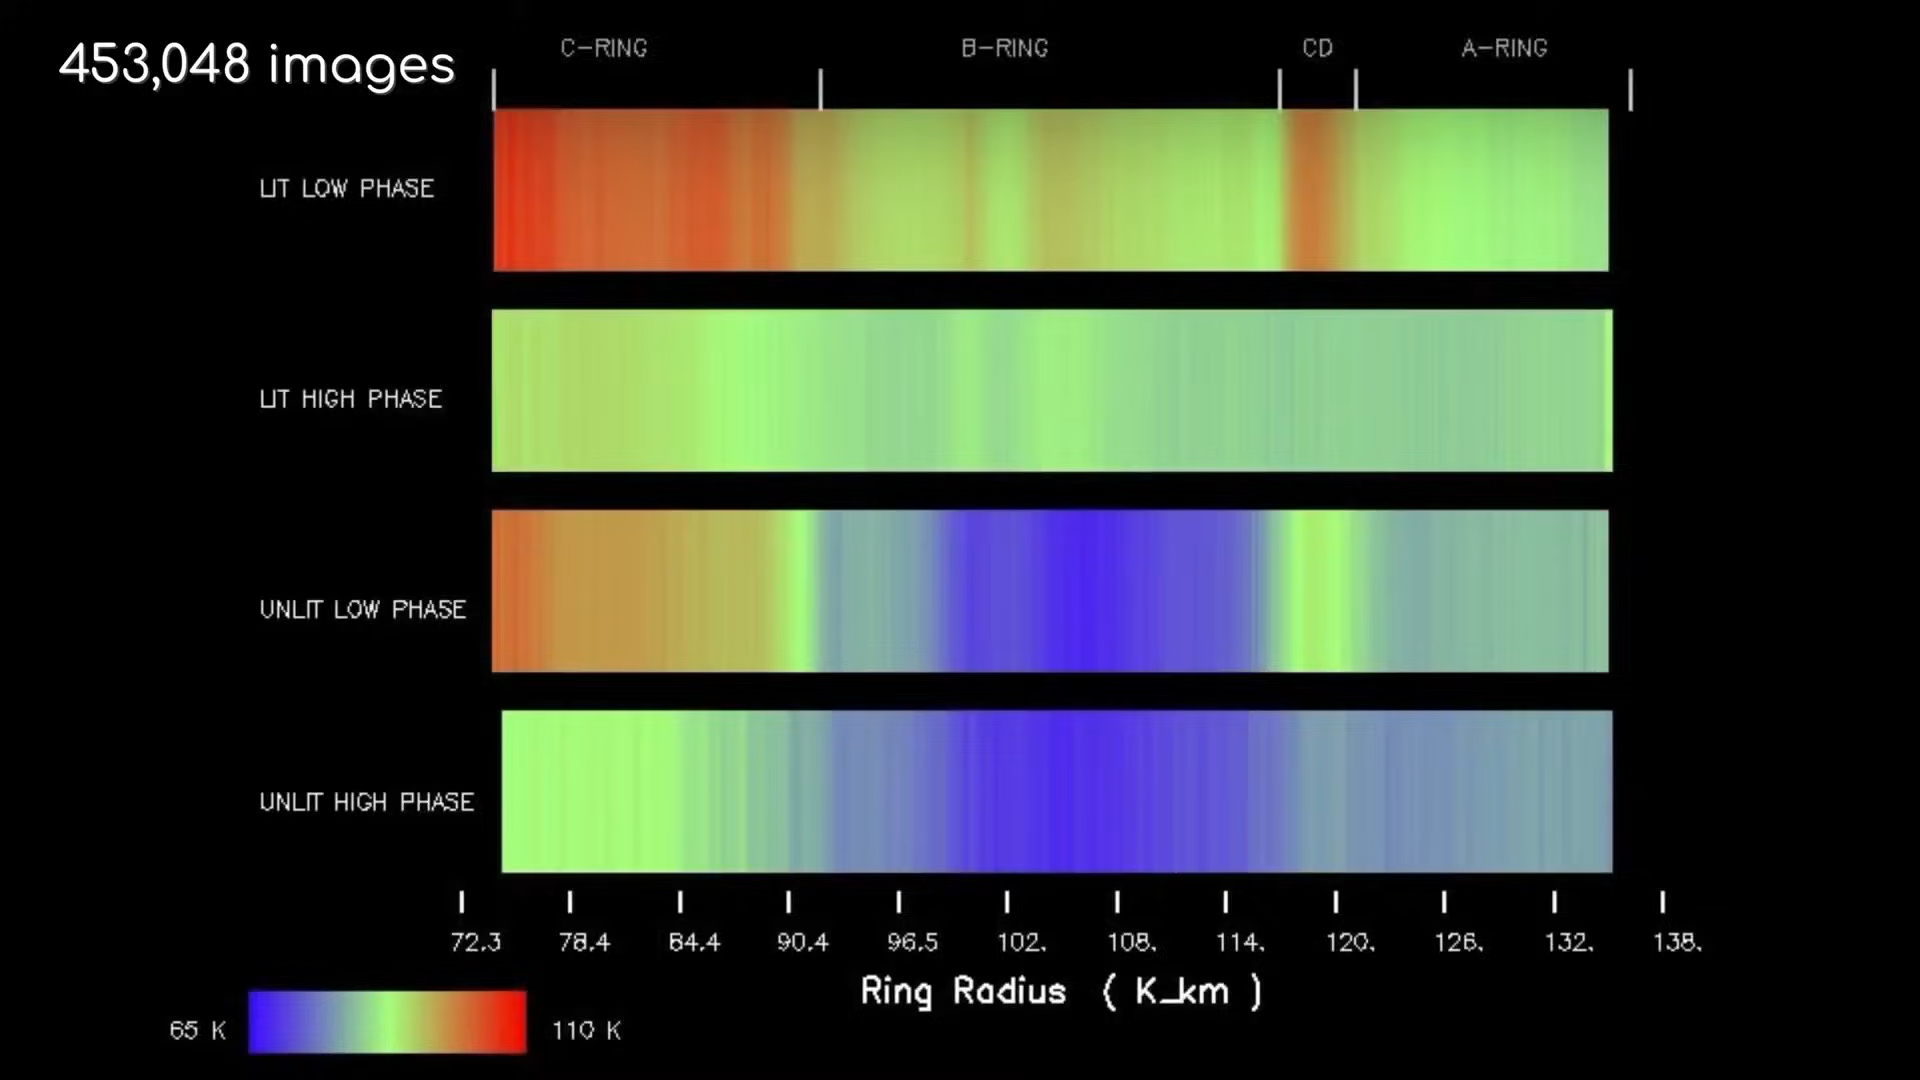 453,048 images
C-RING B-RING CD A-RING
LIT LOW PHASE
LIT HIGH PHASE
UNLIT LOW PHASE
UNLIT HIGH PHASE
72.3 78.4 84.4 90.4 96.5 102. 108. 114. 120. 126. 132. 138.
Ring Radius ( K_km )
65 K 110 K